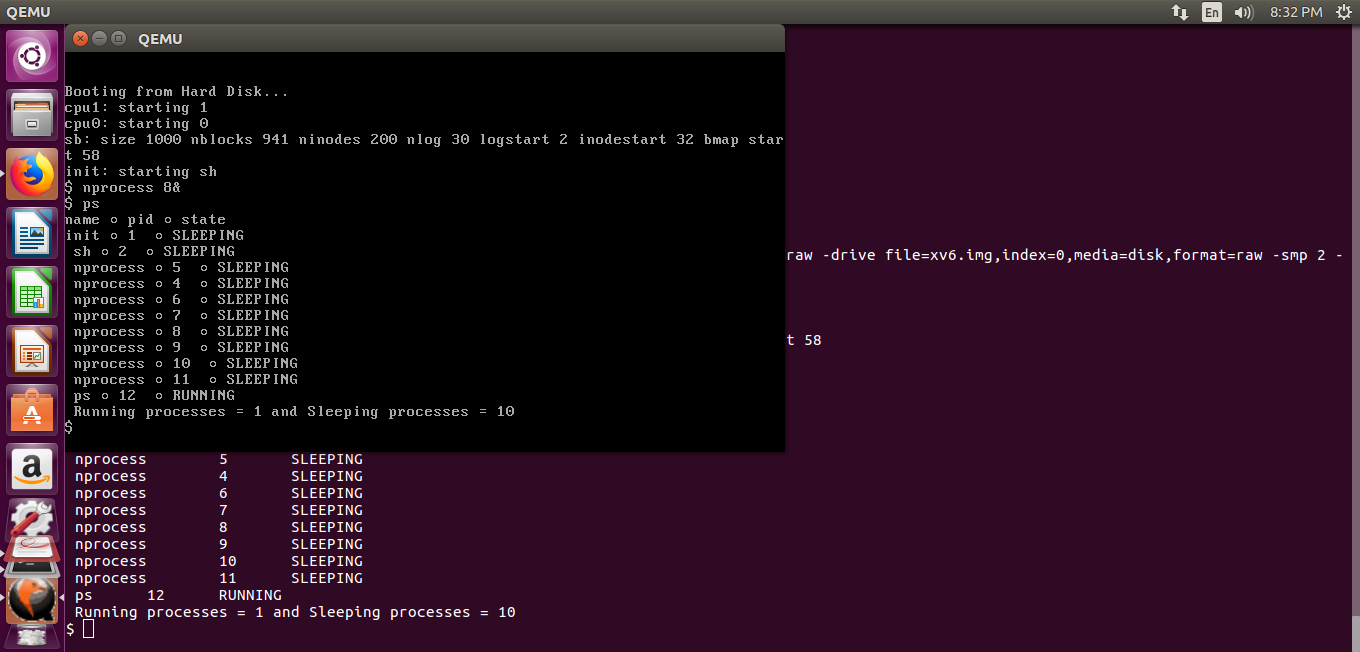 QEMU
En
8:32 PM
QEMU
Booting from Hard Disk...
cpu1: starting 1
cpu0: starting 0
sb: size 1000 nblocks 941 ninodes 200 nlog 30 logstart 2 inodestart 32 bmap star
t 58
init: starting sh
$ nprocess 8&
$ ps
name ○ pid ○ state
init ○ 1  ○ SLEEPING
sh ○ 2  ○ SLEEPING
nprocess ○ 5  ○ SLEEPING
nprocess ○ 4  ○ SLEEPING
nprocess ○ 6  ○ SLEEPING
nprocess ○ 7  ○ SLEEPING
nprocess ○ 8  ○ SLEEPING
nprocess ○ 9  ○ SLEEPING
nprocess ○ 10  ○ SLEEPING
nprocess ○ 11  ○ SLEEPING
ps ○ 12  ○ RUNNING
Running processes = 1 and Sleeping processes = 10
$
raw -drive file=xv6.img,index=0,media=disk,format=raw -smp 2 -
t 58
nprocess 5 SLEEPING
nprocess 4 SLEEPING
nprocess 6 SLEEPING
nprocess 7 SLEEPING
nprocess 8 SLEEPING
nprocess 9 SLEEPING
nprocess 10 SLEEPING
nprocess 11 SLEEPING
ps 12 RUNNING
Running processes = 1 and Sleeping processes = 10
$
A
a